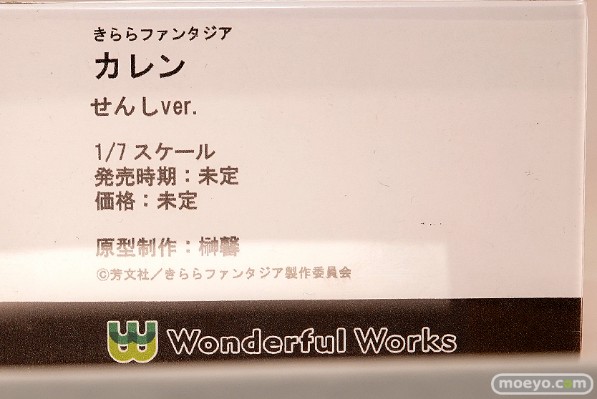 きららファンタジア
カレン
せんしver.
1/7 スケール
発売時期：未定
価格：未定
原型制作：榊馨
©芳文社／きららファンタジア製作委員会
Wonderful Works
moeyo.com